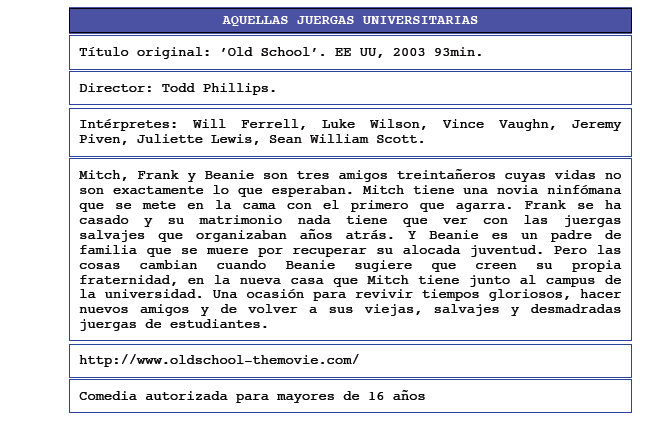 AQUELLAS JUERGAS UNIVERSITARIAS
Título original: ‘Old School’. EE UU, 2003 93min.
Director: Todd Phillips.
Intérpretes: Will Ferrell, Luke Wilson, Vince Vaughn, Jeremy
Piven, Juliette Lewis, Sean William Scott.
Mitch, Frank y Beanie son tres amigos treintañeros cuyas vidas no
son exactamente lo que esperaban. Mitch tiene una novia ninfómana
que se mete en la cama con el primero que agarra. Frank se ha
casado y su matrimonio nada tiene que ver con las juergas
salvajes que organizaban años atrás. Y Beanie es un padre de
familia que se muere por recuperar su alocada juventud. Pero las
cosas cambian cuando Beanie sugiere que creen su propia
fraternidad, en la nueva casa que Mitch tiene junto al campus de
la universidad. Una ocasión para revivir tiempos gloriosos, hacer
nuevos amigos y de volver a sus viejas, salvajes y desmadradas
juergas de estudiantes.
http://www.oldschool-themovie.com/
Comedia autorizada para mayores de 16 años